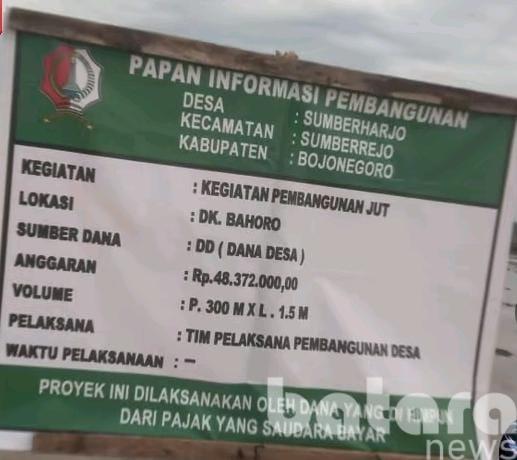 PAPAN INFORMASI PEMBANGUNAN
DESA : SUMBERHARJO
KECAMATAN : SUMBERREJO
KABUPATEN : BOJONEGORO
KEGIATAN : KEGIATAN PEMBANGUNAN JUT
LOKASI : DK. BAHORO
SUMBER DANA : DD ( DANA DESA )
ANGGARAN : Rp.48.372.000,00
VOLUME : P. 300 M X L . 1.5 M
PELAKSANA : TIM PELAKSANA PEMBANGUNAN DESA
WAKTU PELAKSANAAN : –
PROYEK INI DILAKSANAKAN OLEH DANA YANG DI HIMPUN
DARI PAJAK YANG SAUDARA BAYAR
batara
news